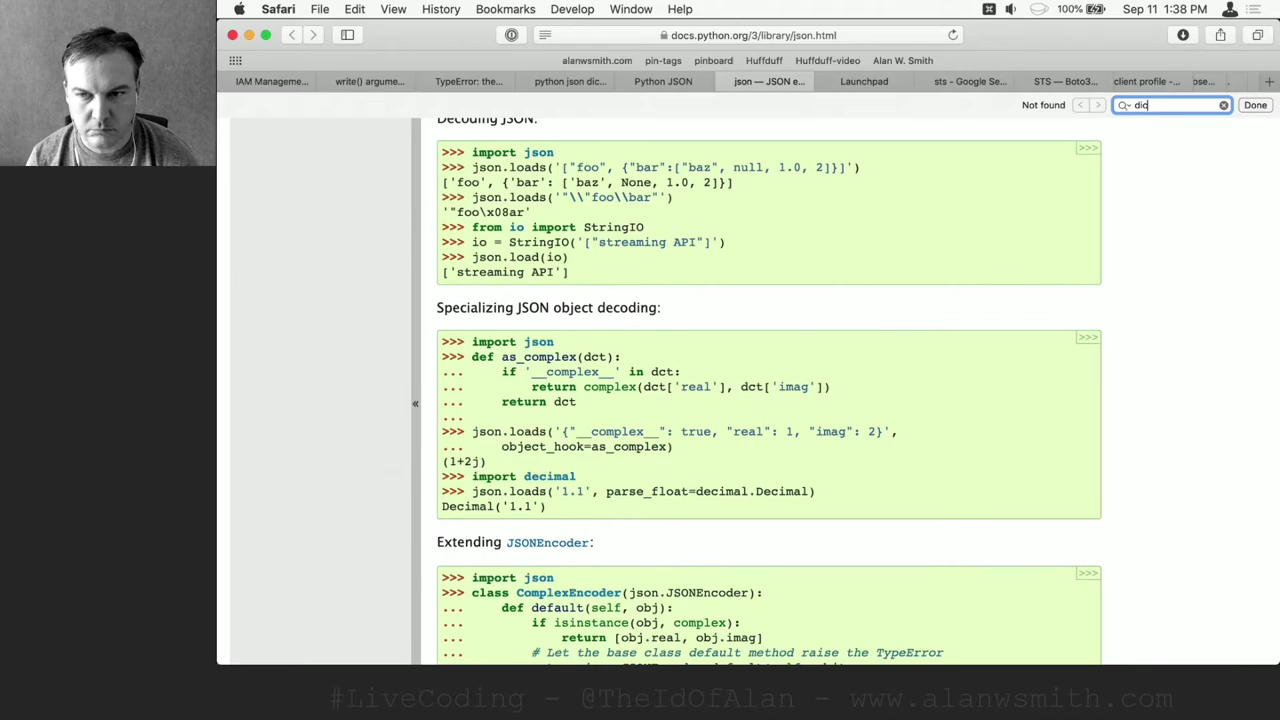 Safari File Edit View History Bookmarks Develop Window Help 100% Sep 11 1:38 PM
docs.python.org/3/library/json.html
alanwsmith.com pin-tags pinboard Huffduff Huffduff-video Alan W. Smith
IAM Manageme... write() argume... TypeError: the... python json dic... Python JSON json — JSON e... Launchpad sts - Google Se... STS — Boto3... client profile -... ose...
Not found dic Done
Decoding JSON:
>>>
>>> import json
>>> json.loads('["foo", {"bar":["baz", null, 1.0, 2]}]')
['foo', {'bar': ['baz', None, 1.0, 2]}]
>>> json.loads('"\\"foo\\bar"')
'"foo\x08ar'
>>> from io import StringIO
>>> io = StringIO('["streaming API"]')
>>> json.load(io)
['streaming API']
Specializing JSON object decoding:
>>>
>>> import json
>>> def as_complex(dct):
... if '__complex__' in dct:
... return complex(dct['real'], dct['imag'])
... return dct
...
>>> json.loads('{"__complex__": true, "real": 1, "imag": 2}',
... object_hook=as_complex)
(1+2j)
>>> import decimal
>>> json.loads('1.1', parse_float=decimal.Decimal)
Decimal('1.1')
«
Extending JSONEncoder:
>>>
>>> import json
>>> class ComplexEncoder(json.JSONEncoder):
... def default(self, obj):
... if isinstance(obj, complex):
... return [obj.real, obj.imag]
... # Let the base class default method raise the TypeError
#LiveCoding - @TheIdOfAlan - www.alanwsmith.com